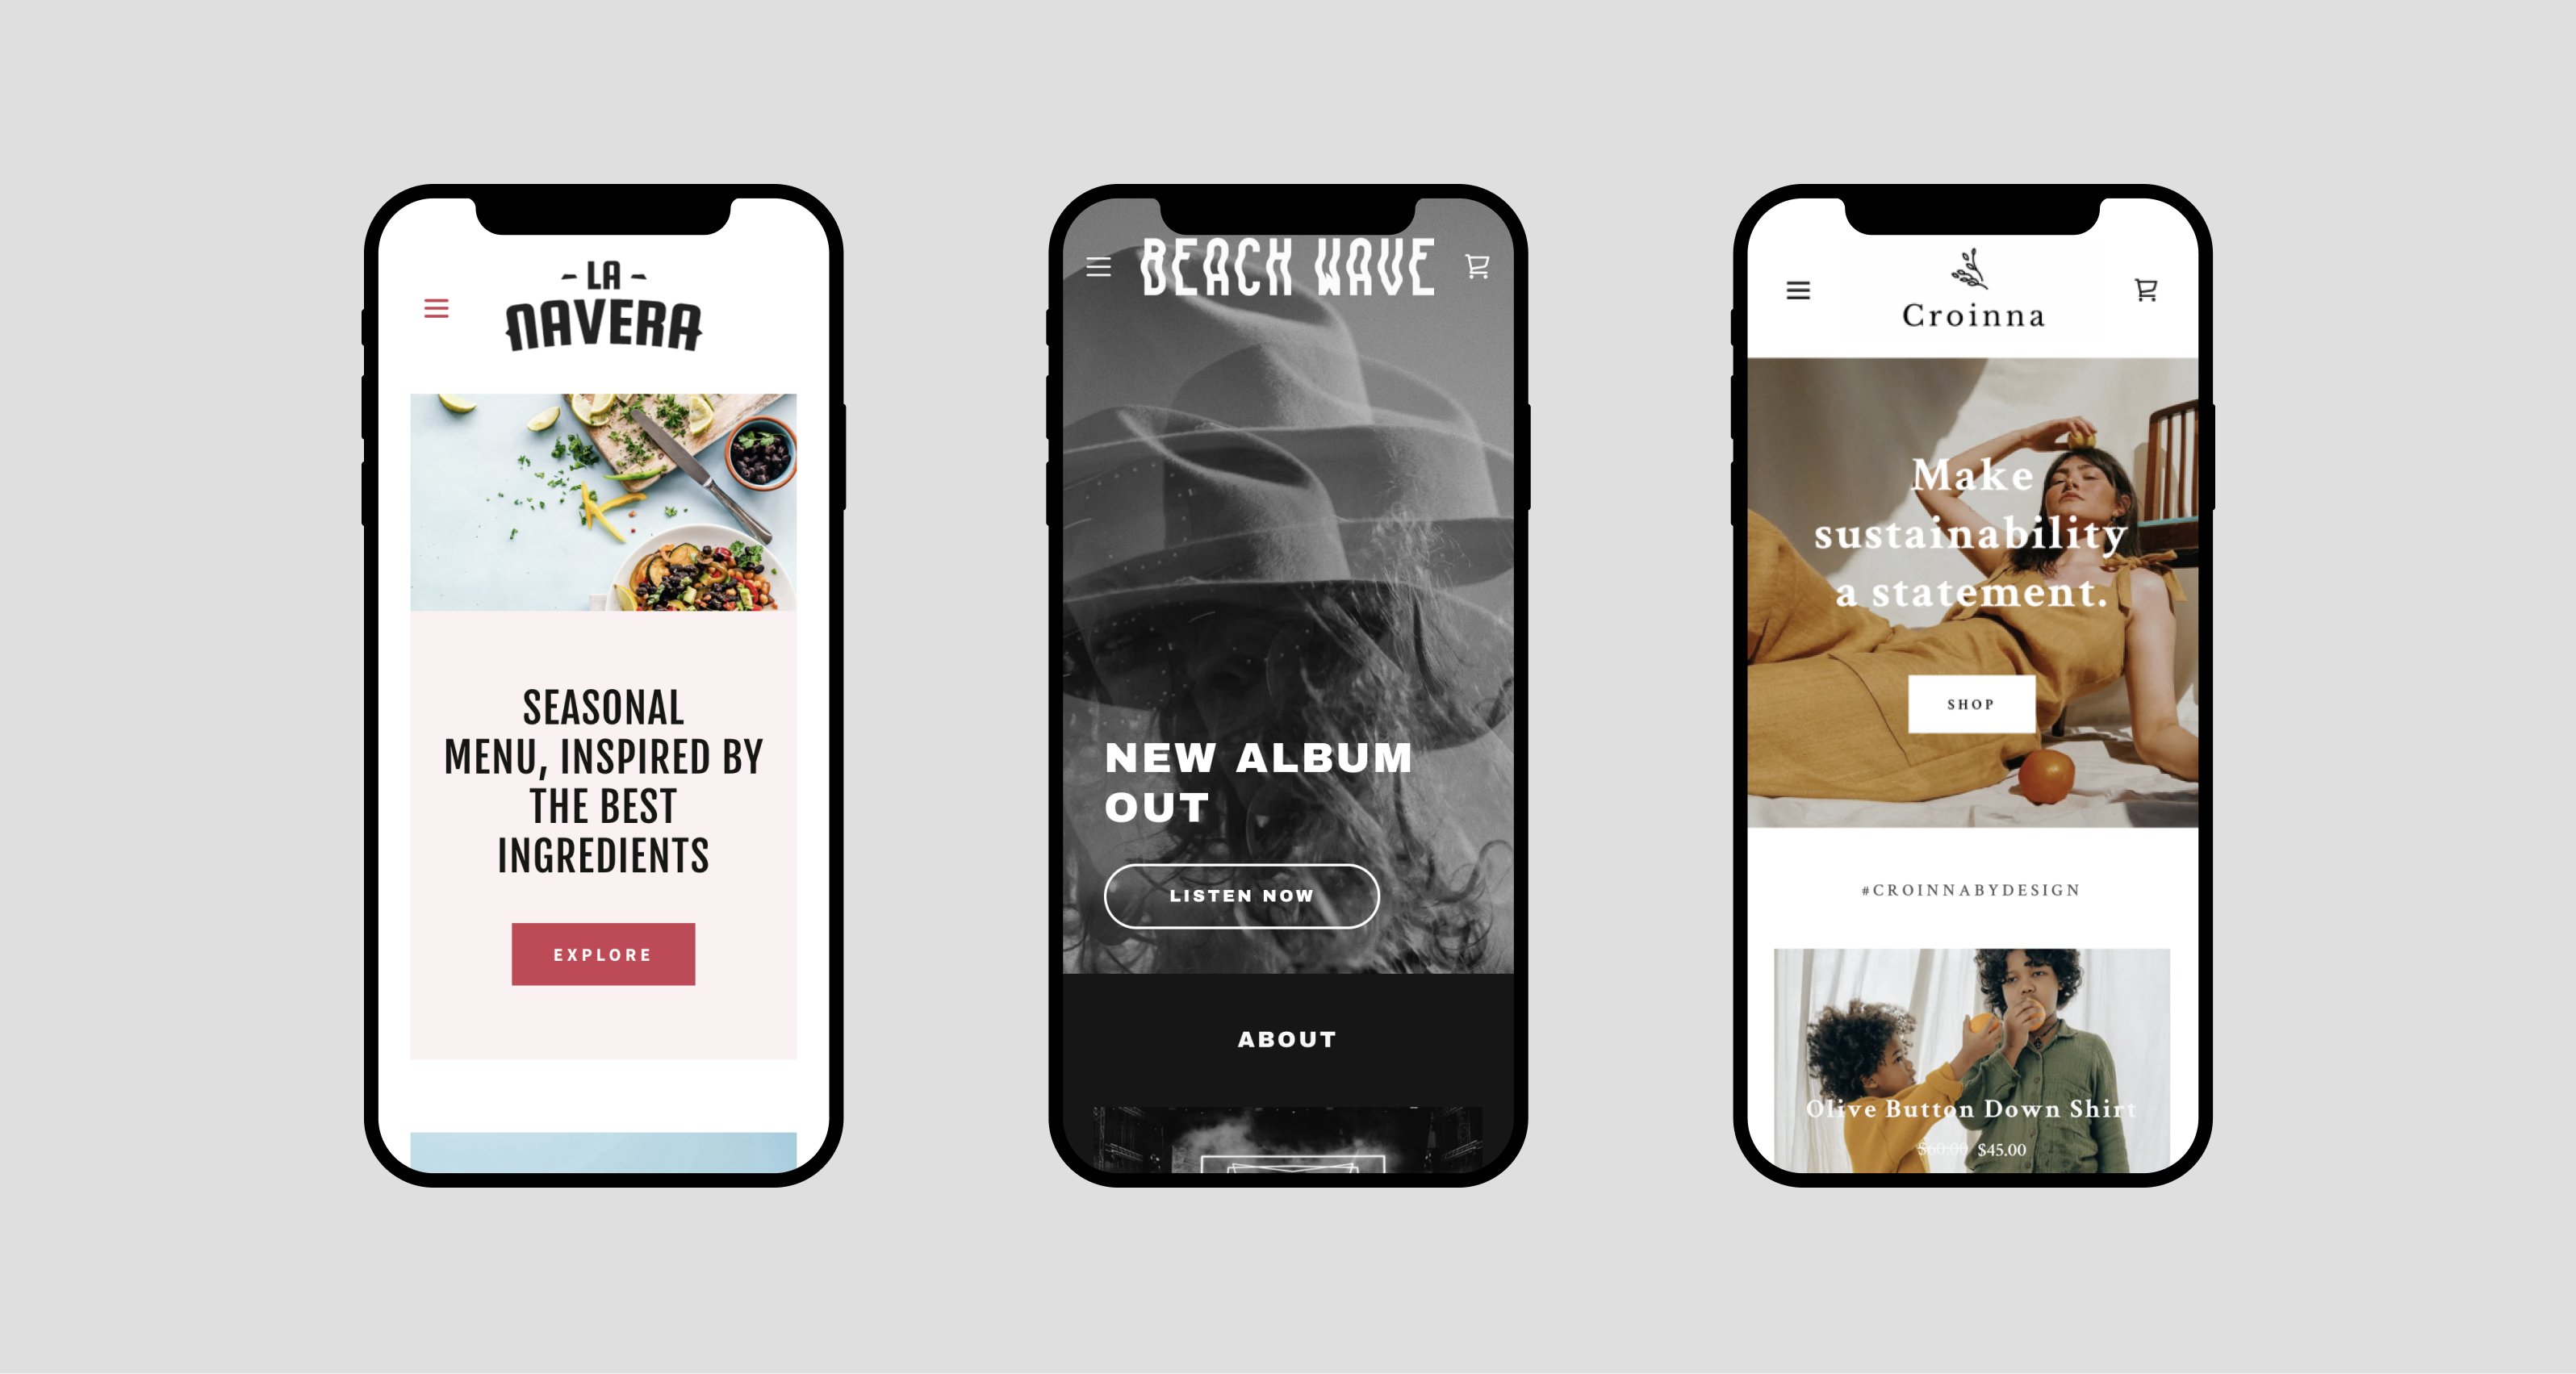 - LA -
NAVERA
SEASONAL
MENU, INSPIRED BY
THE BEST
INGREDIENTS
EXPLORE
BEACH WAVE
NEW ALBUM
OUT
LISTEN NOW
ABOUT
Croinna
Make
sustainability
a statement.
SHOP
#CROINNABYDESIGN
Olive Button Down Shirt
$60.00 $45.00